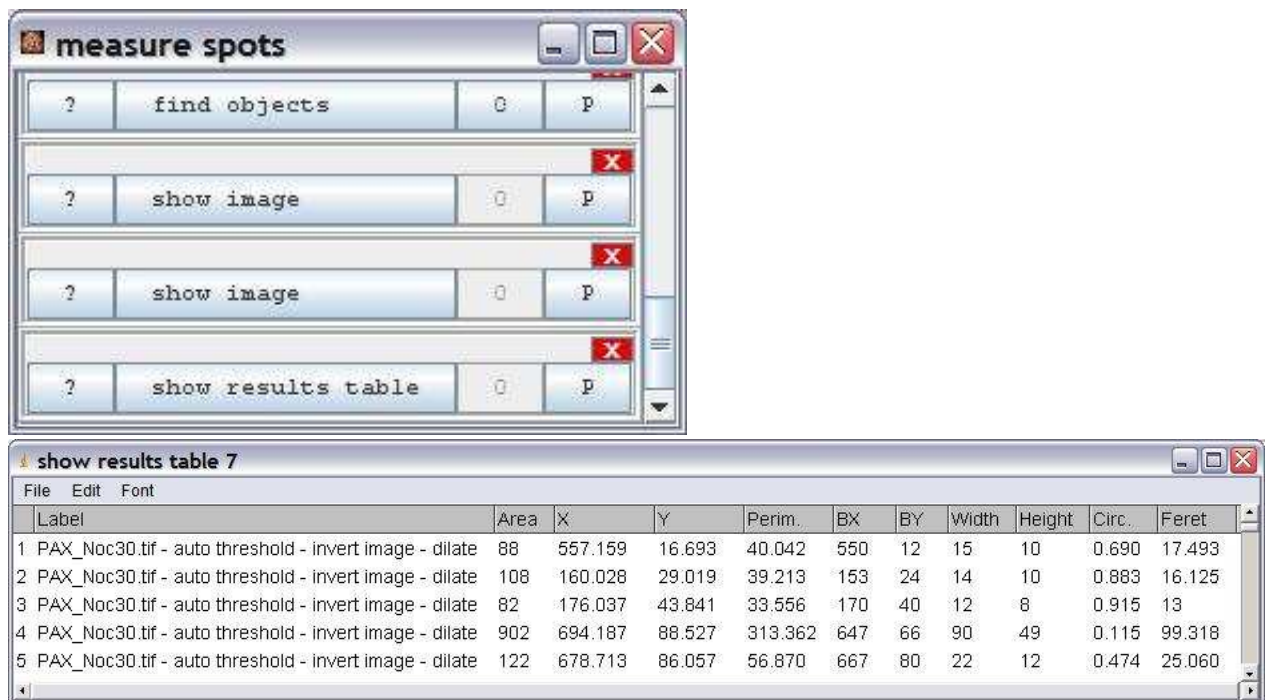 measure spots
X
? find objects O P
X
? show image O P
X
? show image O P
X
? show results table O P
show results table 7
File Edit Font
Label Area X Y Perim. BX BY Width Height Circ. Feret
1 PAX_Noc30.tif - auto threshold - invert image - dilate 88 557.159 16.693 40.042 550 12 15 10 0.690 17.493
2 PAX_Noc30.tif - auto threshold - invert image - dilate 108 160.028 29.019 39.213 153 24 14 10 0.883 16.125
3 PAX_Noc30.tif - auto threshold - invert image - dilate 82 176.037 43.841 33.556 170 40 12 8 0.915 13
4 PAX_Noc30.tif - auto threshold - invert image - dilate 902 694.187 88.527 313.362 647 66 90 49 0.115 99.318
5 PAX_Noc30.tif - auto threshold - invert image - dilate 122 678.713 86.057 56.870 667 80 22 12 0.474 25.060